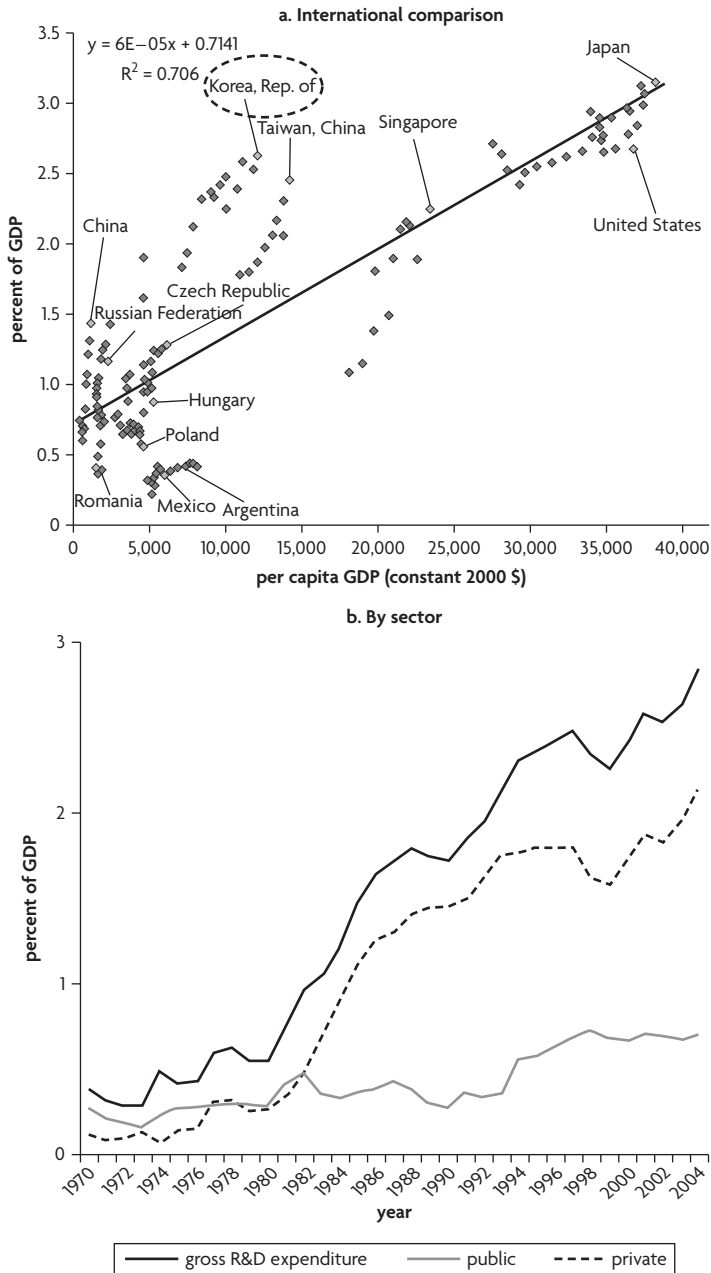 a. International comparison
3.5
3.0
2.5
2.0
1.5
1.0
0.5
0
percent of GDP
y = 6E−05x + 0.7141
R² = 0.706
Korea, Rep. of
Taiwan, China
Singapore
Japan
United States
China
Czech Republic
Russian Federation
Hungary
Poland
Romania
Mexico
Argentina
0 5,000 10,000 15,000 20,000 25,000 30,000 35,000 40,000
per capita GDP (constant 2000 $)
b. By sector
3
2
1
0
percent of GDP
1970 1972 1974 1976 1978 1980 1982 1984 1986 1988 1990 1992 1994 1996 1998 2000 2002 2004
year
gross R&D expenditure public private